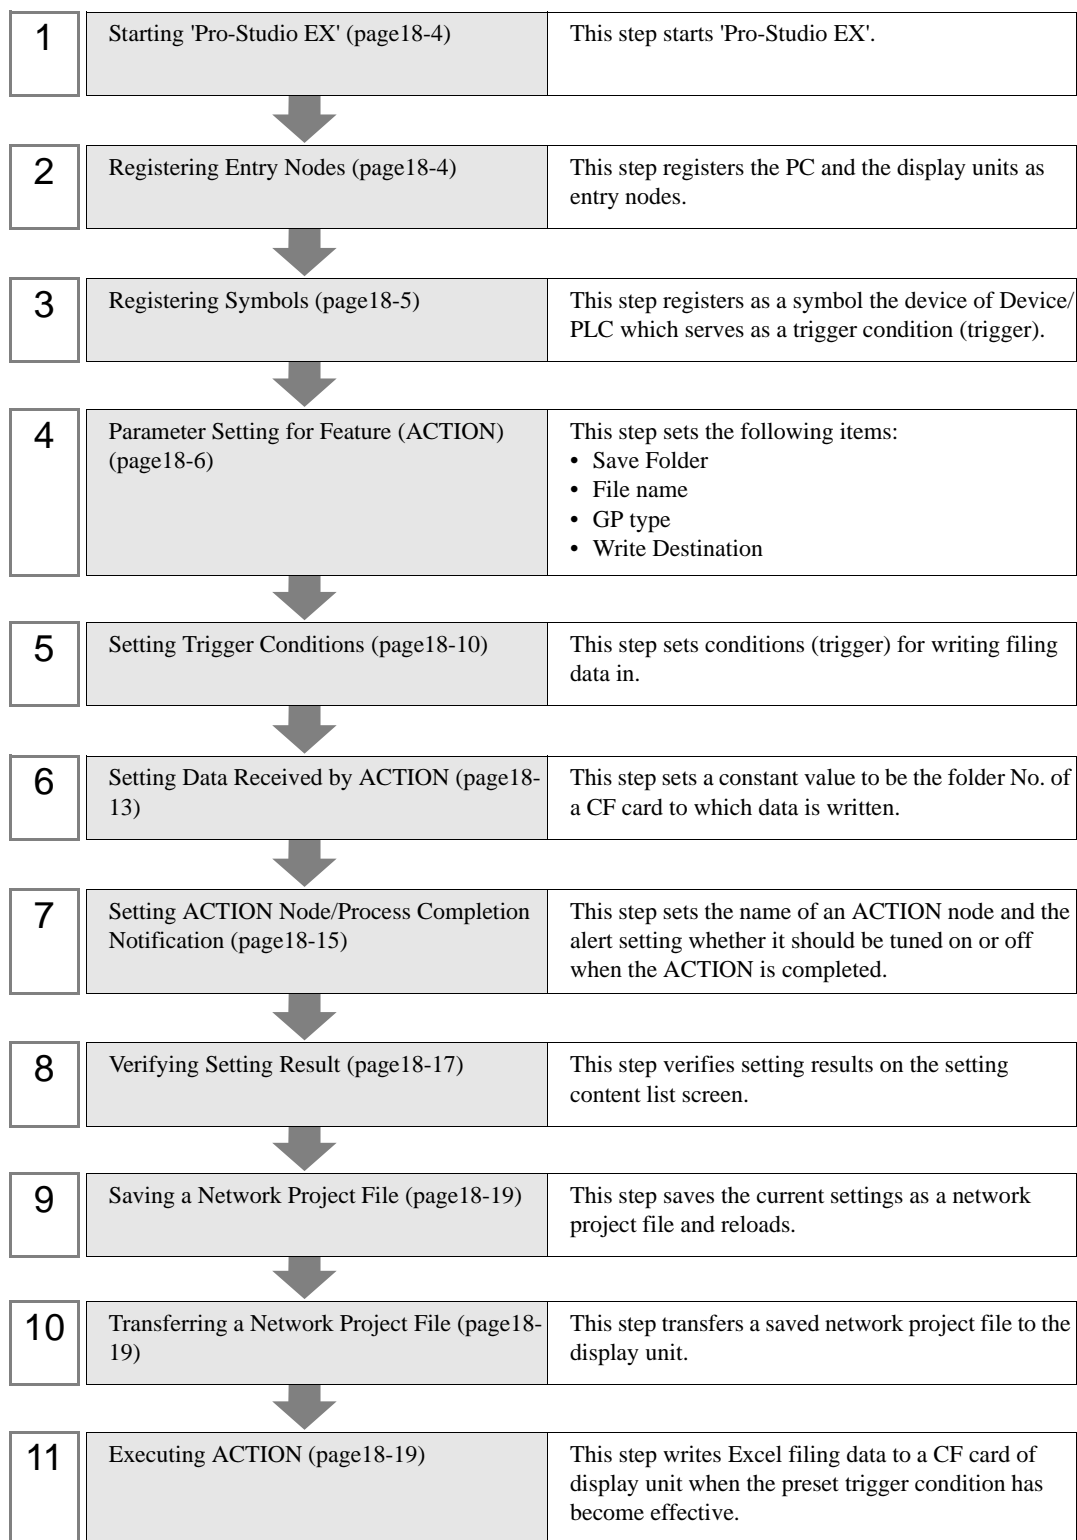 1
Starting 'Pro-Studio EX' (page18-4)
This step starts 'Pro-Studio EX'.
2
Registering Entry Nodes (page18-4)
This step registers the PC and the display units as
entry nodes.
3
Registering Symbols (page18-5)
This step registers as a symbol the device of Device/
PLC which serves as a trigger condition (trigger).
4
Parameter Setting for Feature (ACTION)
(page18-6)
This step sets the following items:
• Save Folder
• File name
• GP type
• Write Destination
5
Setting Trigger Conditions (page18-10)
This step sets conditions (trigger) for writing filing
data in.
6
Setting Data Received by ACTION (page18-
13)
This step sets a constant value to be the folder No. of
a CF card to which data is written.
7
Setting ACTION Node/Process Completion
Notification (page18-15)
This step sets the name of an ACTION node and the
alert setting whether it should be tuned on or off
when the ACTION is completed.
8
Verifying Setting Result (page18-17)
This step verifies setting results on the setting
content list screen.
9
Saving a Network Project File (page18-19)
This step saves the current settings as a network
project file and reloads.
10
Transferring a Network Project File (page18-
19)
This step transfers a saved network project file to the
display unit.
11
Executing ACTION (page18-19)
This step writes Excel filing data to a CF card of
display unit when the preset trigger condition has
become effective.